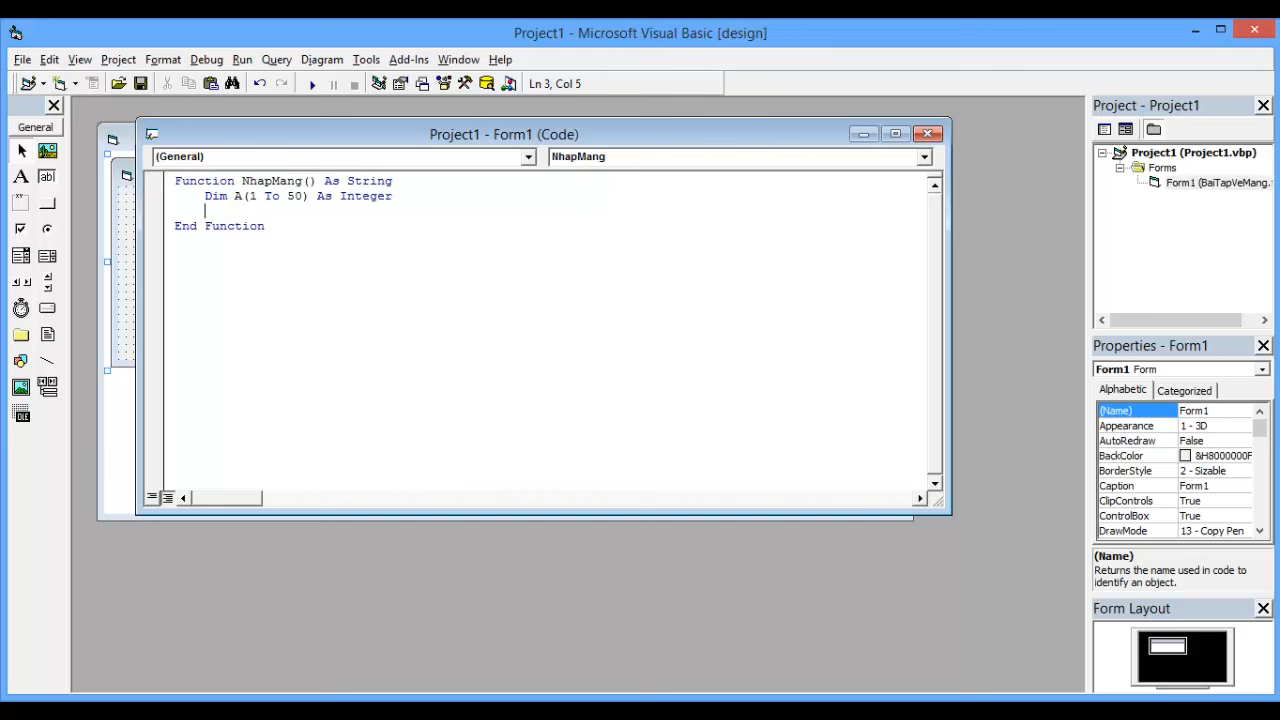 Project1 - Microsoft Visual Basic [design]
File Edit View Project Format Debug Run Query Diagram Tools Add-Ins Window Help
Ln 3, Col 5
General
Project1 - Form1 (Code)
(General)
NhapMang
Function NhapMang() As String
Dim A(1 To 50) As Integer
End Function
Project - Project1
Project1 (Project1.vbp)
Forms
Form1 (BaiTapVeMang.
Properties - Form1
Form1 Form
Alphabetic Categorized
(Name) Form1
Appearance 1 - 3D
AutoRedraw False
BackColor &H8000000F
BorderStyle 2 - Sizable
Caption Form1
ClipControls True
ControlBox True
DrawMode 13 - Copy Pen
(Name)
Returns the name used in code to
identify an object.
Form Layout